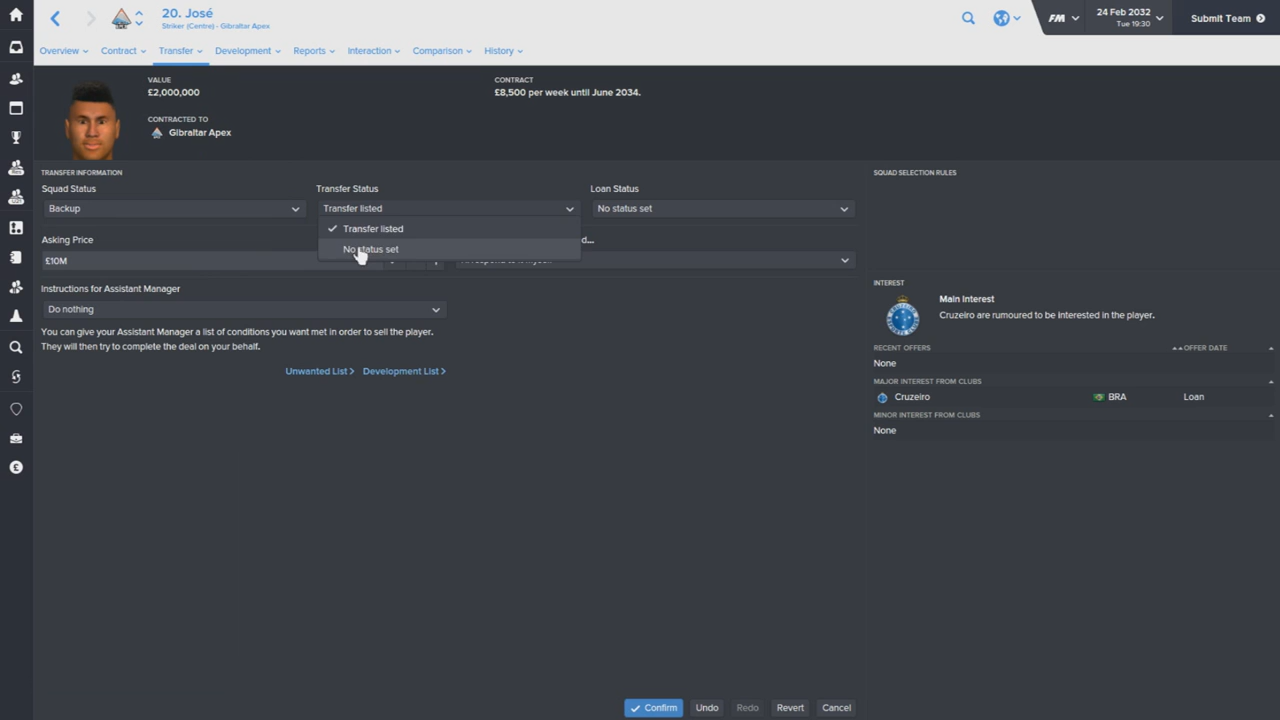 20. José
Striker (Centre) - Gibraltar Apex
FM
24 Feb 2032
Tue 19:30
Submit Team
Overview
Contract
Transfer
Development
Reports
Interaction
Comparison
History
VALUE
£2,000,000
CONTRACT
£8,500 per week until June 2034.
CONTRACTED TO
Gibraltar Apex
TRANSFER INFORMATION
Squad Status
Transfer Status
Loan Status
Backup
Transfer listed
No status set
Transfer listed
No status set
Asking Price
d...
£10M
Instructions for Assistant Manager
Do nothing
You can give your Assistant Manager a list of conditions you want met in order to sell the player.
They will then try to complete the deal on your behalf.
Unwanted List >
Development List >
SQUAD SELECTION RULES
INTEREST
Main Interest
Cruzeiro are rumoured to be interested in the player.
RECENT OFFERS
OFFER DATE
None
MAJOR INTEREST FROM CLUBS
Cruzeiro
BRA
Loan
MINOR INTEREST FROM CLUBS
None
Confirm
Undo
Redo
Revert
Cancel